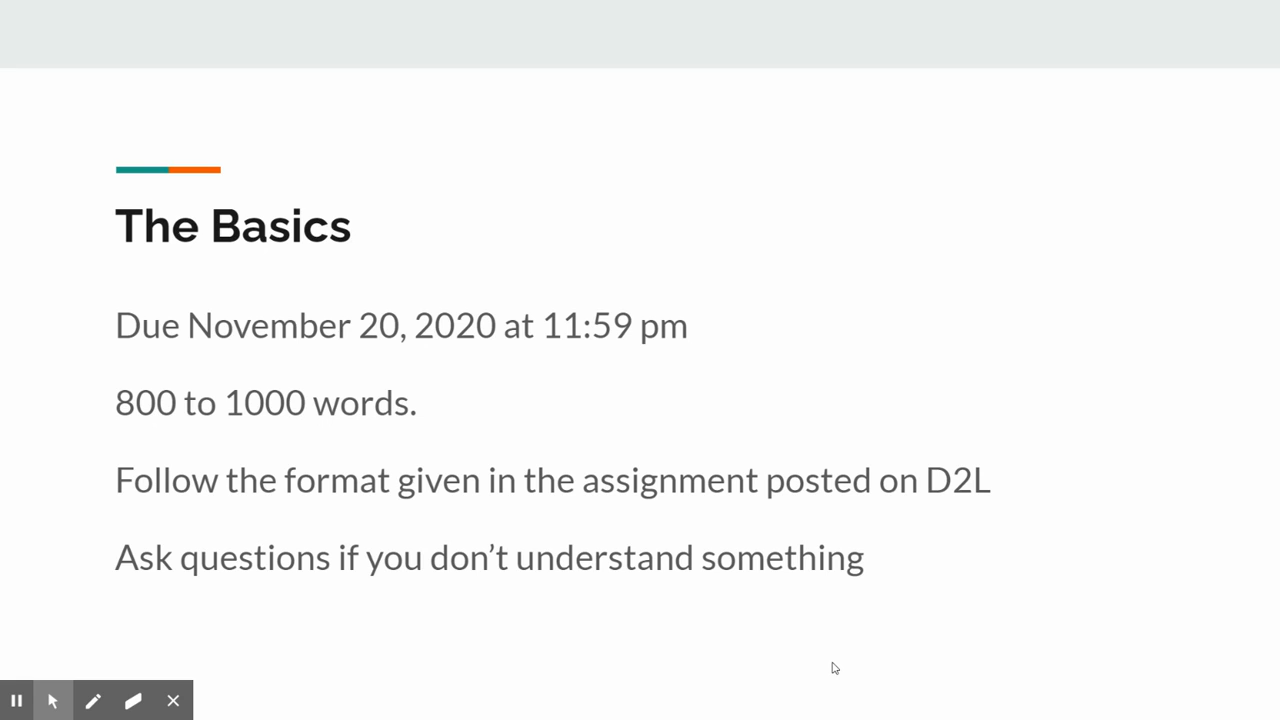 The Basics
Due November 20, 2020 at 11:59 pm
800 to 1000 words.
Follow the format given in the assignment posted on D2L
Ask questions if you don’t understand something